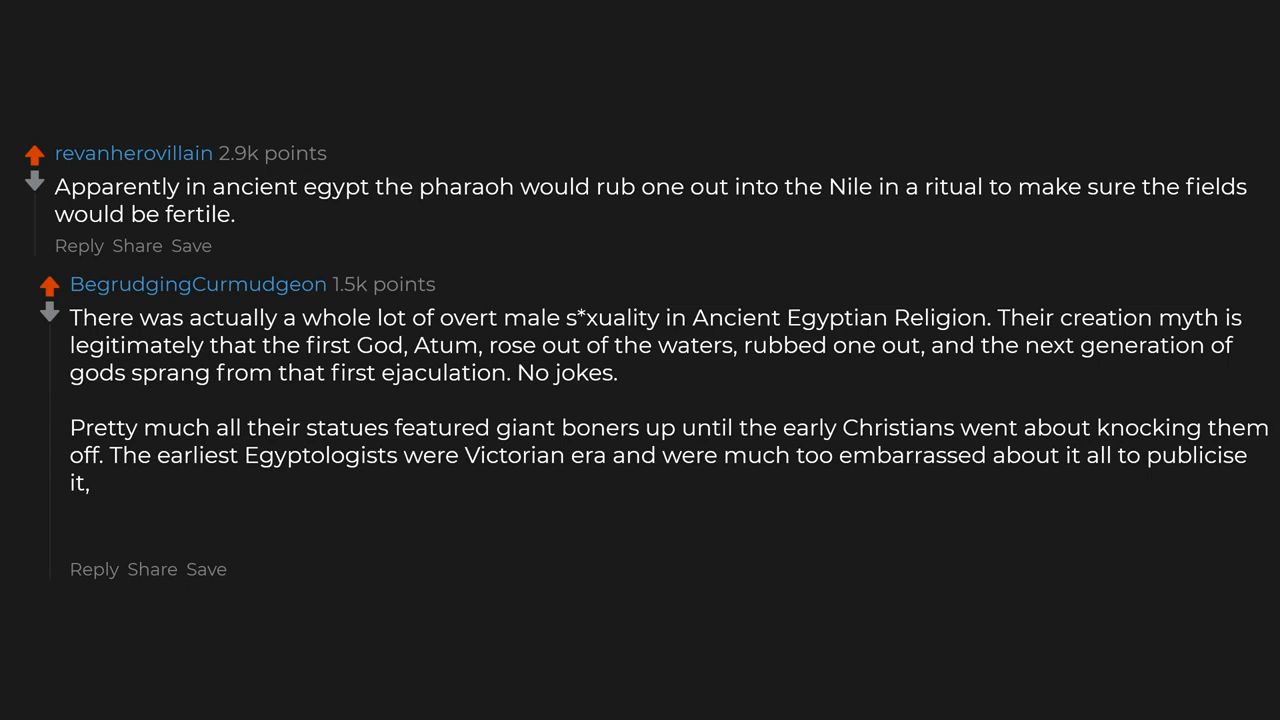 revanherovillain 2.9k points
Apparently in ancient egypt the pharaoh would rub one out into the Nile in a ritual to make sure the fields
would be fertile.
Reply Share Save
BegrudgingCurmudgeon 1.5k points
There was actually a whole lot of overt male s*xuality in Ancient Egyptian Religion. Their creation myth is
legitimately that the first God, Atum, rose out of the waters, rubbed one out, and the next generation of
gods sprang from that first ejaculation. No jokes.
Pretty much all their statues featured giant boners up until the early Christians went about knocking them
off. The earliest Egyptologists were Victorian era and were much too embarrassed about it all to publicise
it,
Reply Share Save